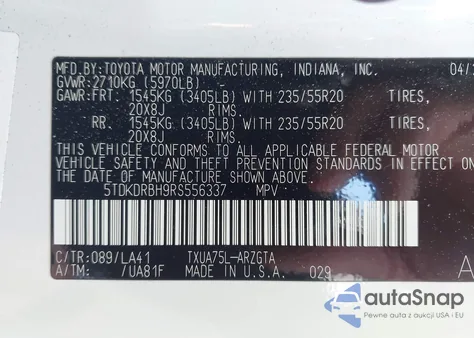 MFD. BY: TOYOTA MOTOR MANUFACTURING, INDIANA, INC. 04/
GVWR: 2710KG (5970LB)
GAWR: FRT. 1545KG (3405LB) WITH 235/55R20 TIRES,
20X8J RIMS.
RR. 1545KG (3405LB) WITH 235/55R20 TIRES,
20X8J RIMS.
THIS VEHICLE CONFORMS TO ALL APPLICABLE FEDERAL MOTOR
VEHICLE SAFETY AND THEFT PREVENTION STANDARDS IN EFFECT ON
THE DATE OF MANUFACTURE SHOWN ABOVE.
5TDKDRBH9RS556337 MPV
C/TR: 089/LA41 TXUA75L-ARZGTA
A/TM: /UA81F MADE IN U.S.A. 029 A
autaSnap
Pewne auta z aukcji USA i EU